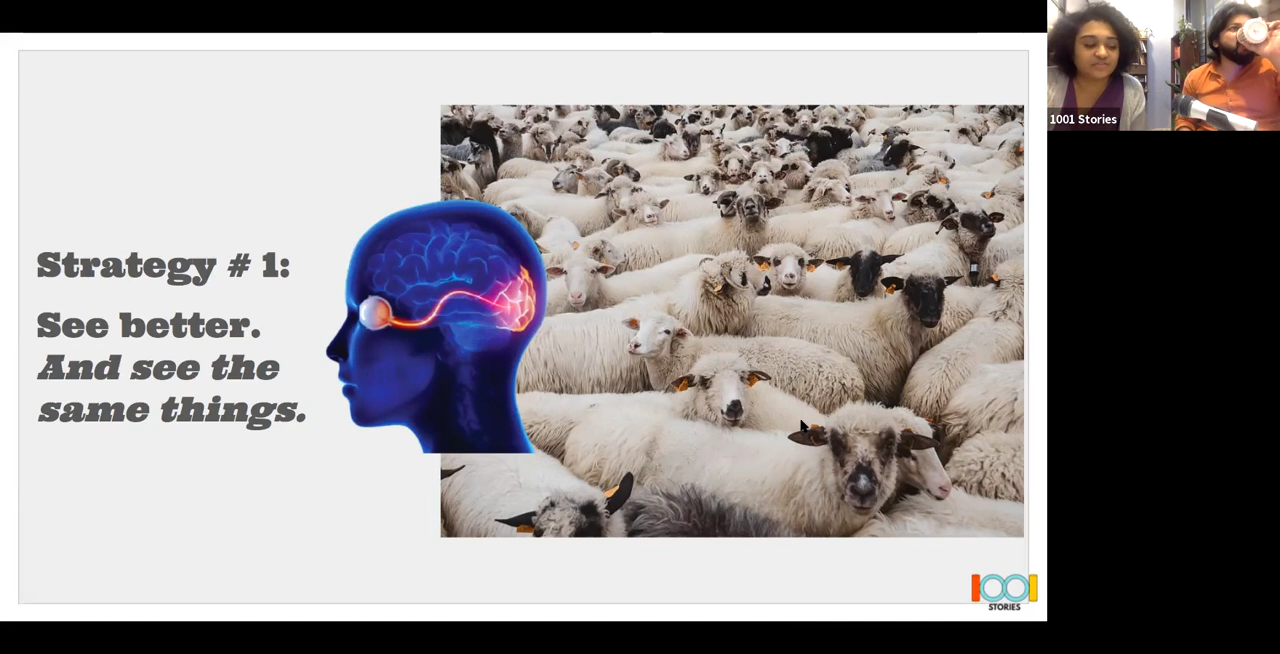 Strategy # 1:
See better.
And see the
same things.
1001 Stories
1001
STORIES